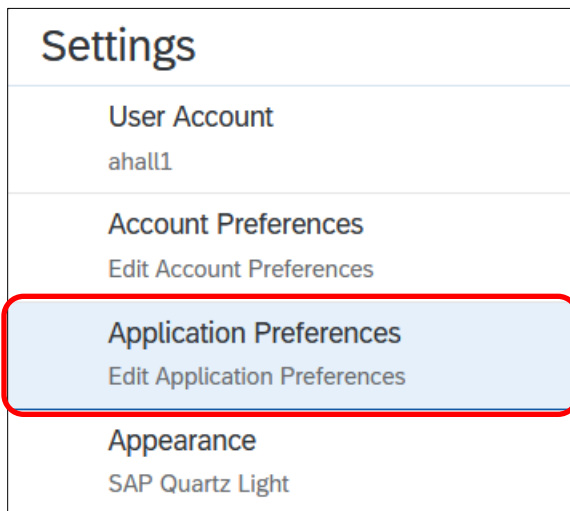 Settings
User Account
ahall1
Account Preferences
Edit Account Preferences
Application Preferences
Edit Application Preferences
Appearance
SAP Quartz Light